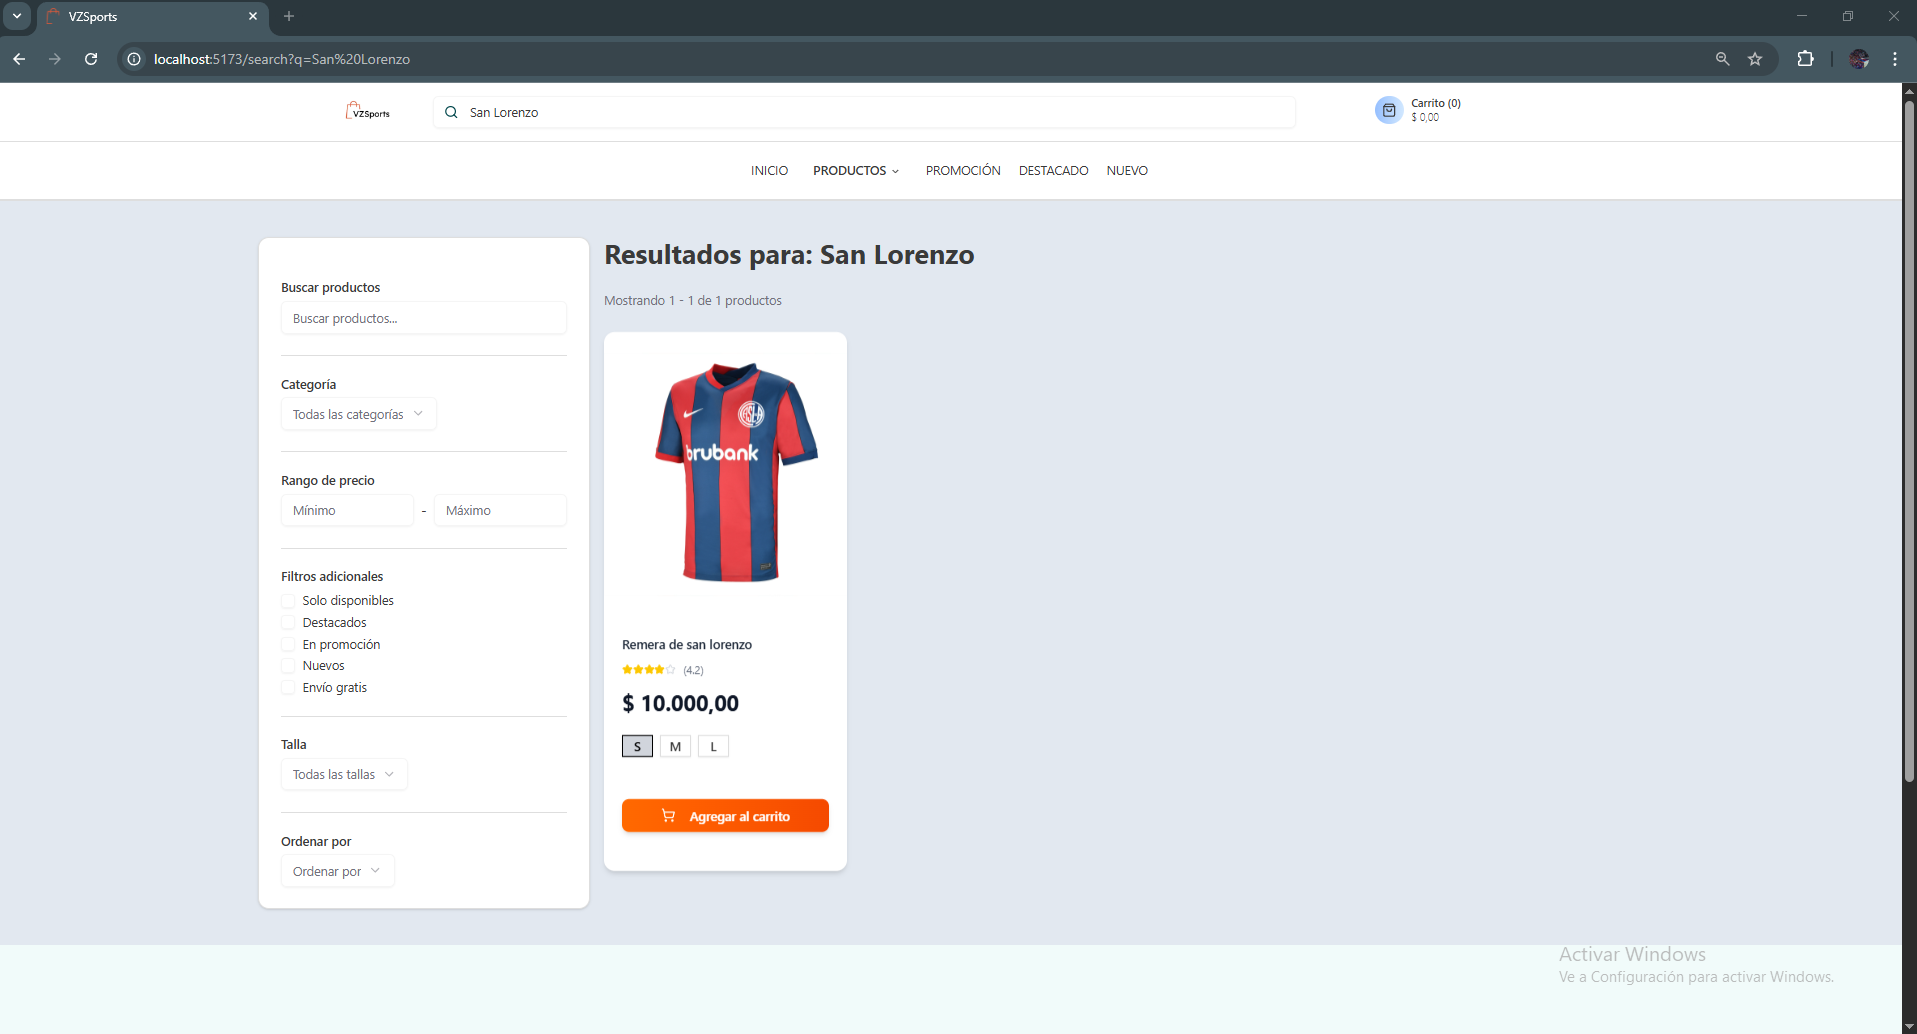 VZSports
localhost:5173/search?q=San%20Lorenzo
VZSports
San Lorenzo
Carrito (0)
$ 0,00
INICIO PRODUCTOS PROMOCIÓN DESTACADO NUEVO
Buscar productos
Buscar productos...
Categoría
Todas las categorías
Rango de precio
Mínimo - Máximo
Filtros adicionales
Solo disponibles
Destacados
En promoción
Nuevos
Envío gratis
Talla
Todas las tallas
Ordenar por
Ordenar por
Resultados para: San Lorenzo
Mostrando 1 - 1 de 1 productos
brubank
Remera de san lorenzo
(4.2)
$ 10.000,00
S M L
Agregar al carrito
Activar Windows
Ve a Configuración para activar Windows.